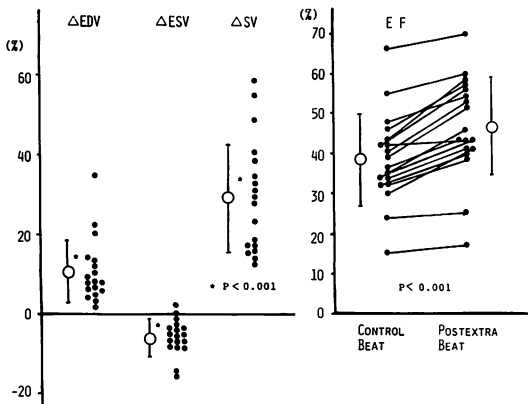 (%)
△EDV
△ESV
△SV
60
40
20
0
-20
*
*
*
* P<0.001
(%)
E F
70
60
50
40
30
20
10
0
P<0.001
CONTROL BEAT
POSTEXTRA BEAT